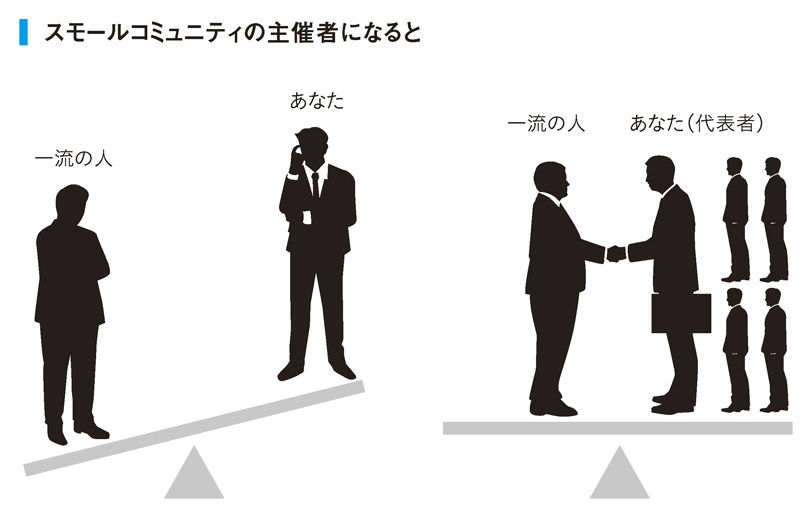 スモールコミュニティの主催者になると
あなた
一流の人
一流の人
あなた(代表者)